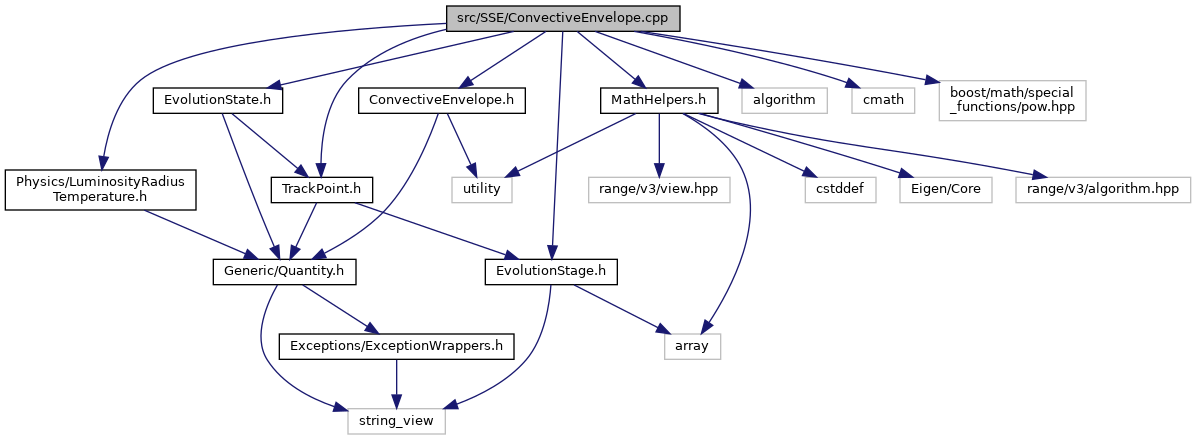 src/SSE/ConvectiveEnvelope.cpp
EvolutionState.h
ConvectiveEnvelope.h
MathHelpers.h
algorithm
cmath
boost/math/special
_functions/pow.hpp
Physics/LuminosityRadius
Temperature.h
TrackPoint.h
utility
range/v3/view.hpp
cstddef
Eigen/Core
range/v3/algorithm.hpp
Generic/Quantity.h
EvolutionStage.h
Exceptions/ExceptionWrappers.h
array
string_view